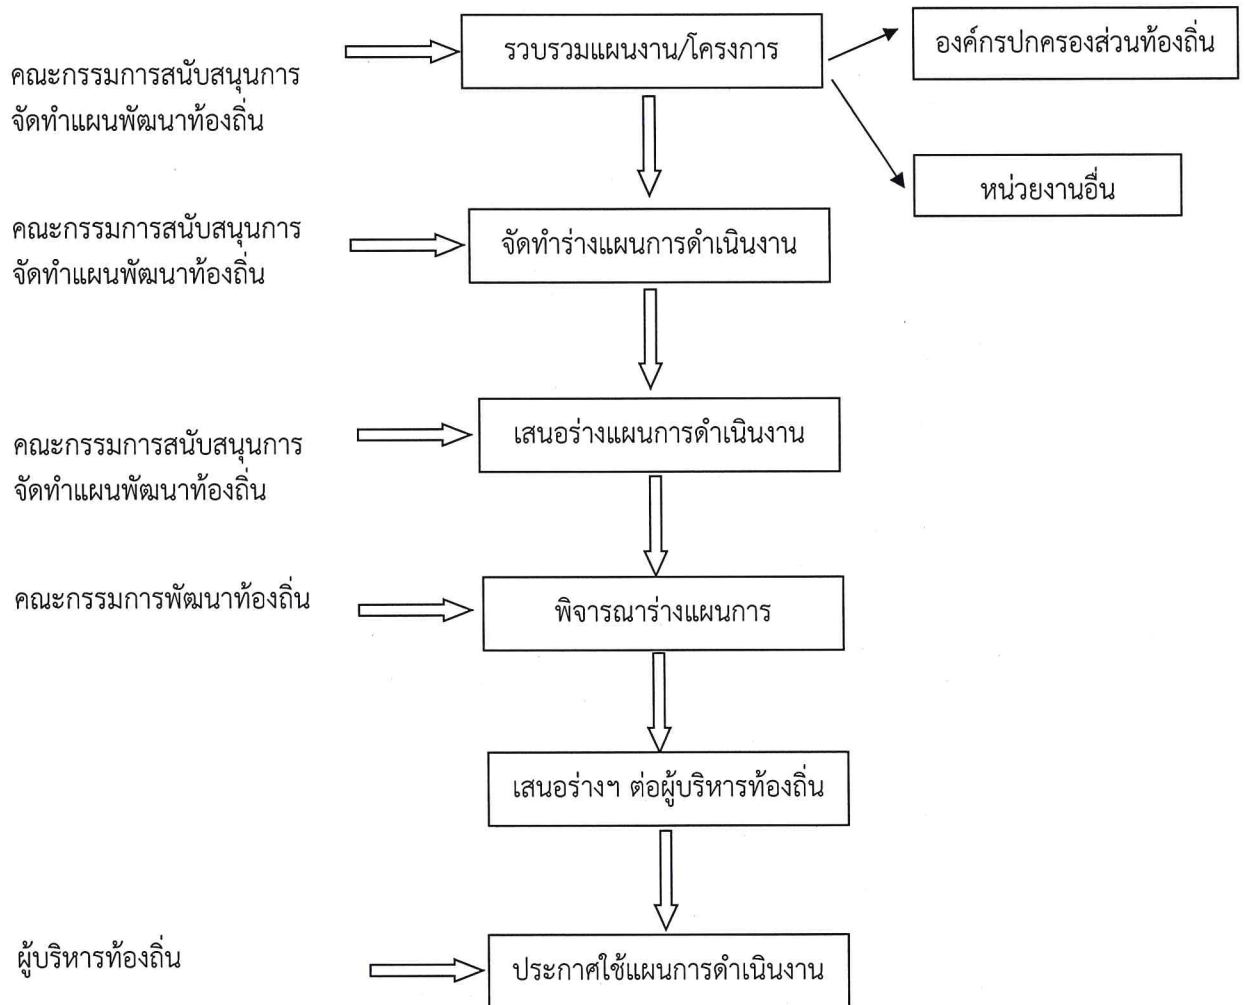 รวบรวมแผนงาน/โครงการ
องค์กรปกครองส่วนท้องถิ่น
คณะกรรมการสนับสนุนการ
จัดทำแผนพัฒนาท้องถิ่น
หน่วยงานอื่น
คณะกรรมการสนับสนุนการ
จัดทำแผนพัฒนาท้องถิ่น
จัดทำร่างแผนการดำเนินงาน
คณะกรรมการสนับสนุนการ
จัดทำแผนพัฒนาท้องถิ่น
เสนอร่างแผนการดำเนินงาน
คณะกรรมการพัฒนาท้องถิ่น
พิจารณาร่างแผนการ
เสนอร่างฯ ต่อผู้บริหารท้องถิ่น
ผู้บริหารท้องถิ่น
ประกาศใช้แผนการดำเนินงาน